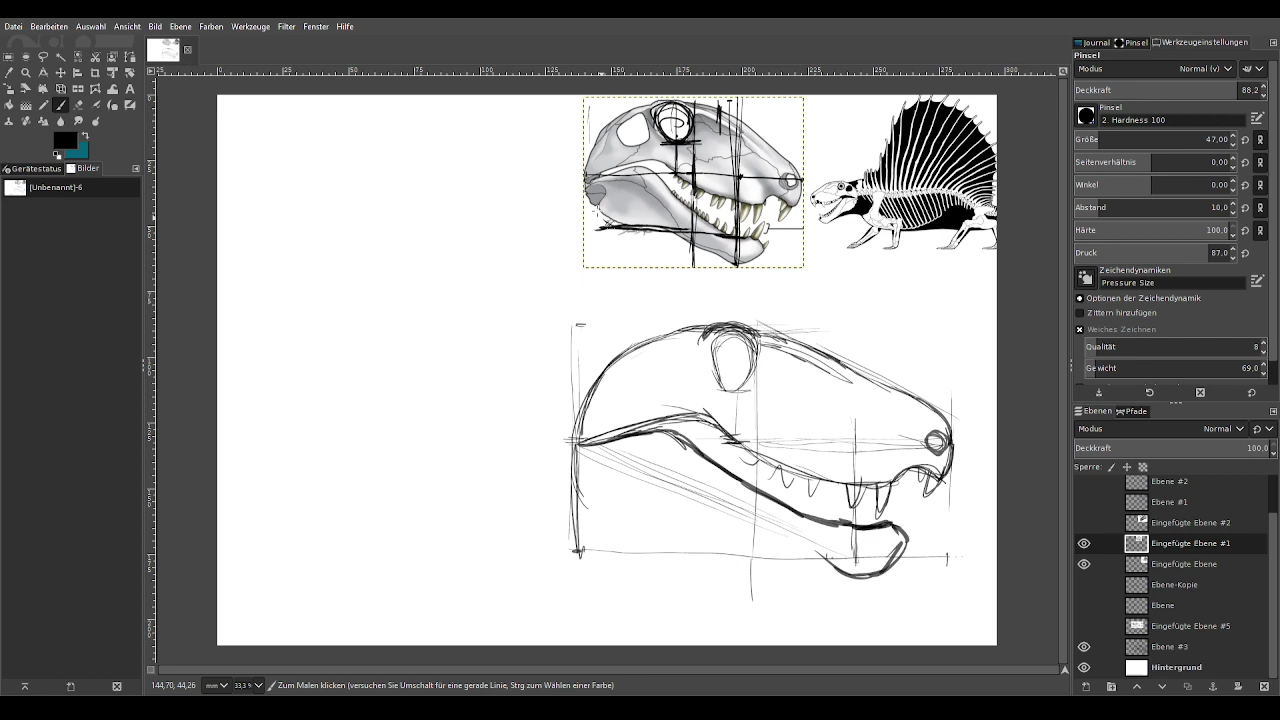 Datei Bearbeiten Auswahl Ansicht Bild Ebene Farben Werkzeuge Filter Fenster Hilfe
Journal Pinsel Werkzeugeinstellungen
Pinsel
Modus Normal (v)
Deckkraft 88,2
Pinsel
2. Hardness 100
Größe 47,00
Seitenverhältnis 0,00
Winkel 0,00
Abstand 10,0
Härte 100,0
Druck 87,0
Zeichendynamiken
Pressure Size
Optionen der Zeichendynamik
Zittern hinzufügen
Weiches Zeichnen
Qualität 8
Gewicht 69,0
Gerätestatus Bilder
[Unbenannt]-6
Ebenen Pfade
Modus Normal
Deckkraft 100,0
Sperre:
Ebene #2
Ebene #1
Eingefügte Ebene #2
Eingefügte Ebene #1
Eingefügte Ebene
Ebene-Kopie
Ebene
Eingefügte Ebene #5
Ebene #3
Hintergrund
144,70, 44,26 mm 33,3 % Zum Malen klicken (versuchen Sie Umschalt für eine gerade Linie, Strg zum Wählen einer Farbe)